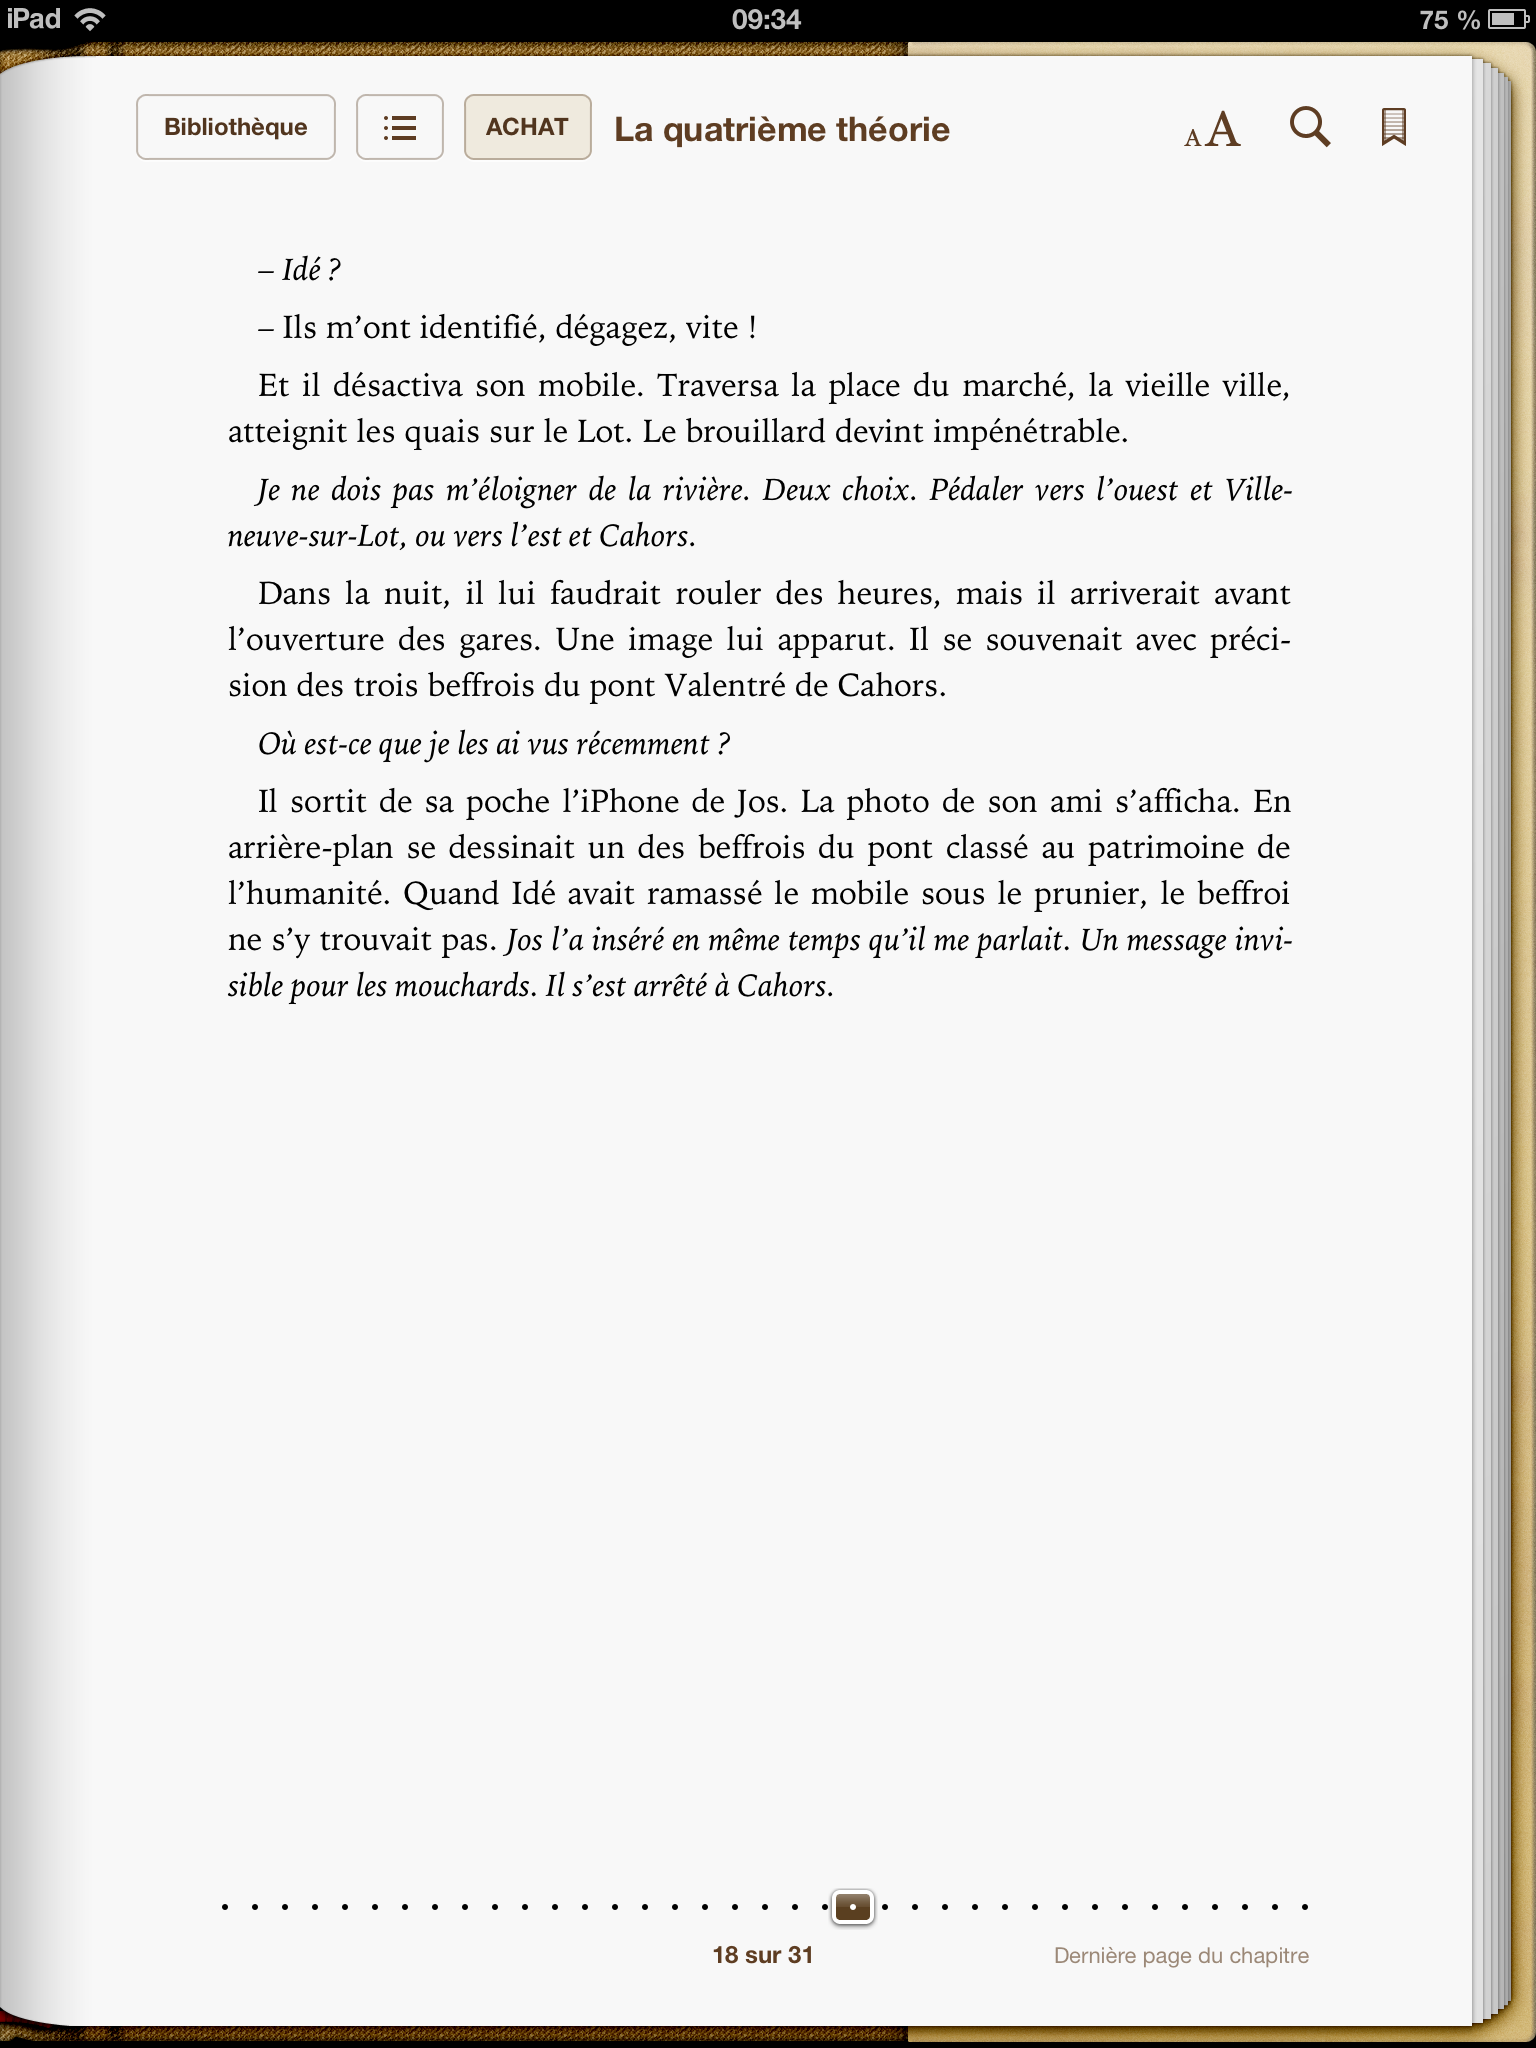 iPad
09:34
75 %
Bibliothèque
ACHAT
La quatrième théorie
AA
– Idé ?
– Ils m’ont identifié, dégagez, vite !
Et il désactiva son mobile. Traversa la place du marché, la vieille ville,
atteignit les quais sur le Lot. Le brouillard devint impénétrable.
Je ne dois pas m’éloigner de la rivière. Deux choix. Pédaler vers l’ouest et Ville-
neuve-sur-Lot, ou vers l’est et Cahors.
Dans la nuit, il lui faudrait rouler des heures, mais il arriverait avant
l’ouverture des gares. Une image lui apparut. Il se souvenait avec préci-
sion des trois beffrois du pont Valentré de Cahors.
Où est-ce que je les ai vus récemment ?
Il sortit de sa poche l’iPhone de Jos. La photo de son ami s’afficha. En
arrière-plan se dessinait un des beffrois du pont classé au patrimoine de
l’humanité. Quand Idé avait ramassé le mobile sous le prunier, le beffroi
ne s’y trouvait pas. Jos l’a inséré en même temps qu’il me parlait. Un message invi-
sible pour les mouchards. Il s’est arrêté à Cahors.
18 sur 31
Dernière page du chapitre